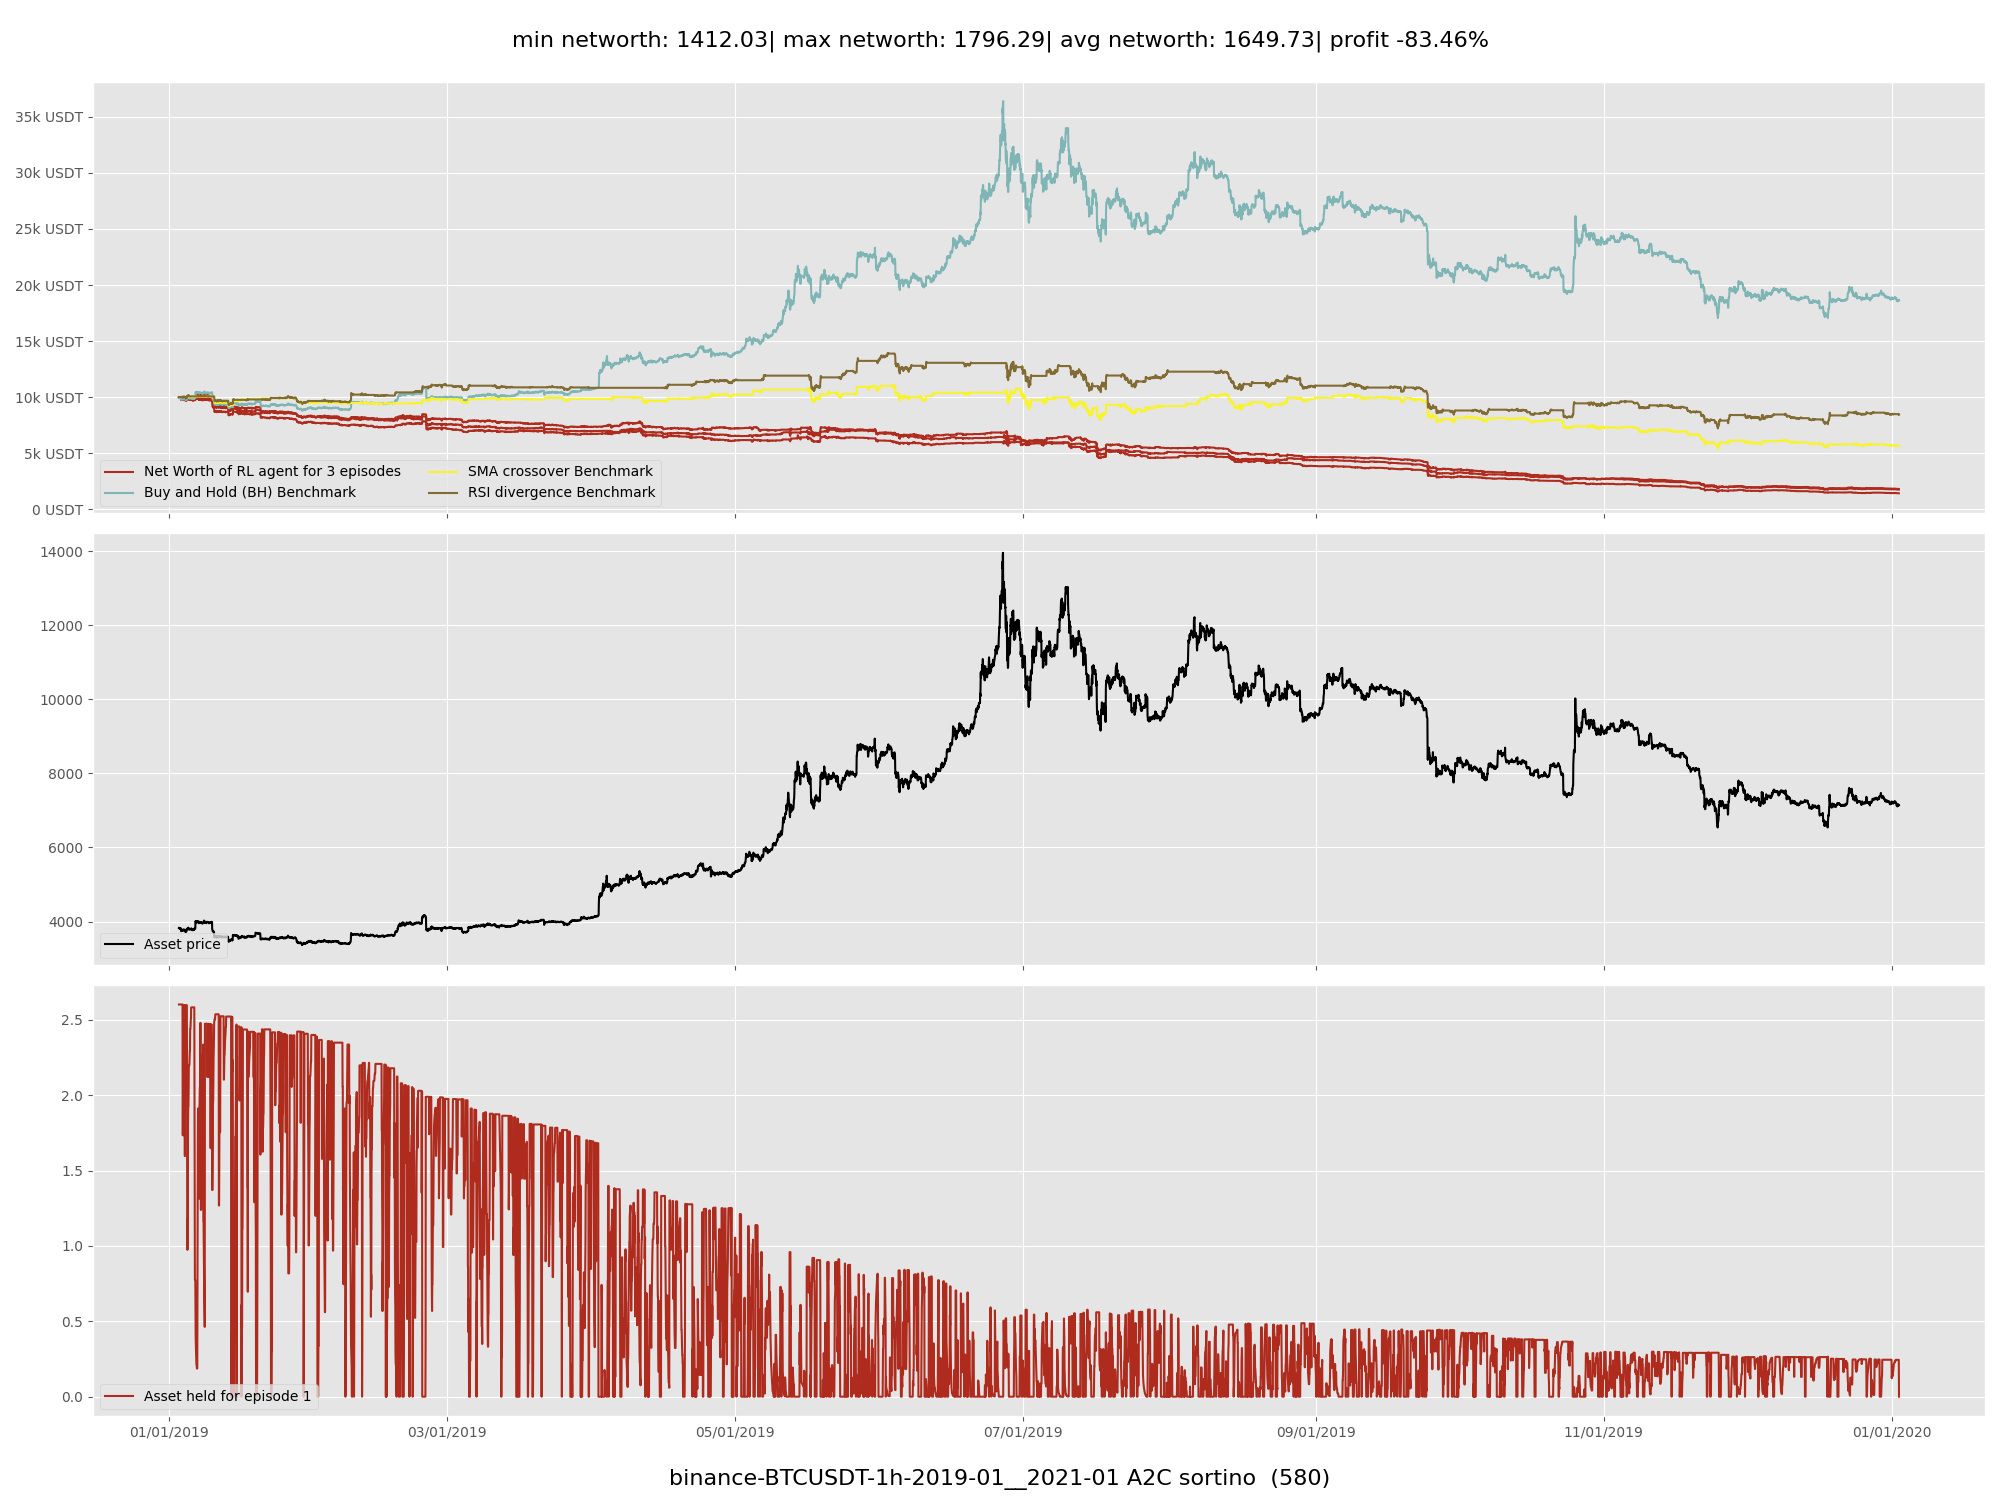 min networth: 1412.03| max networth: 1796.29| avg networth: 1649.73| profit -83.46%
35k USDT
30k USDT
25k USDT
20k USDT
15k USDT
10k USDT
5k USDT
0 USDT
Net Worth of RL agent for 3 episodes
Buy and Hold (BH) Benchmark
SMA crossover Benchmark
RSI divergence Benchmark
14000
12000
10000
8000
6000
4000
Asset price
2.5
2.0
1.5
1.0
0.5
0.0
Asset held for episode 1
01/01/2019 03/01/2019 05/01/2019 07/01/2019 09/01/2019 11/01/2019 01/01/2020
binance-BTCUSDT-1h-2019-01__2021-01 A2C sortino (580)